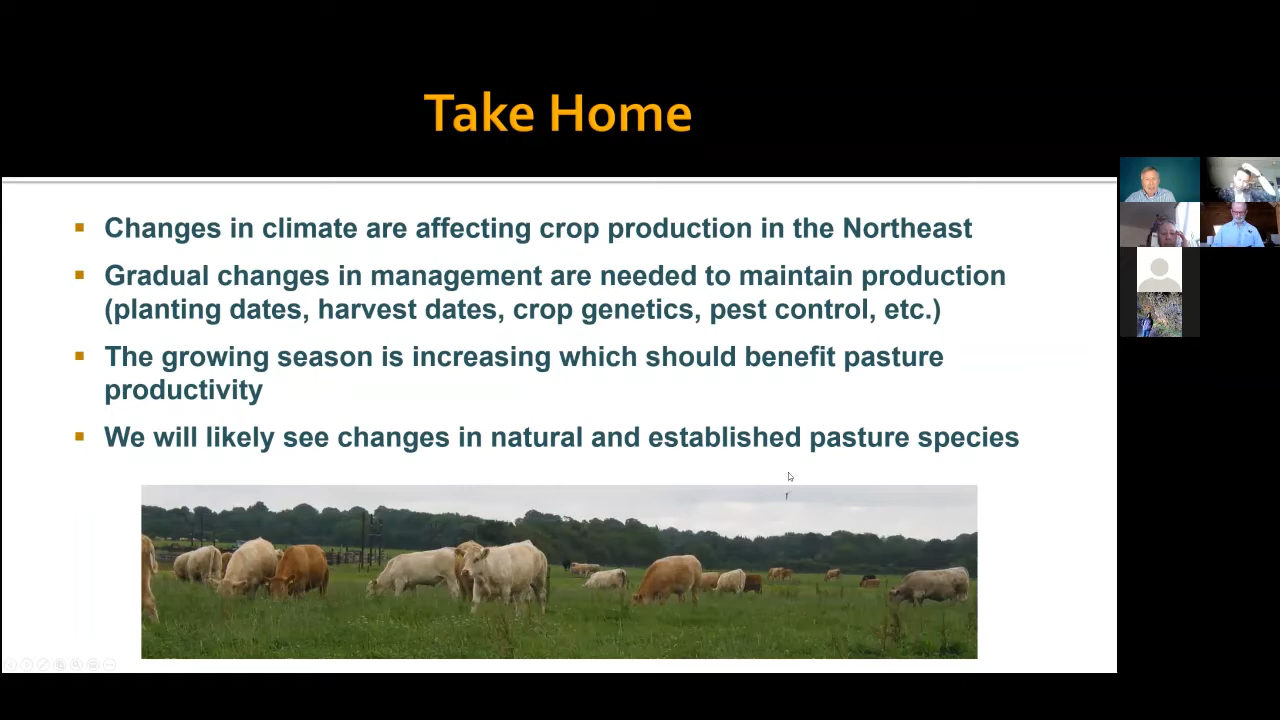 Take Home
Changes in climate are affecting crop production in the Northeast
Gradual changes in management are needed to maintain production
(planting dates, harvest dates, crop genetics, pest control, etc.)
The growing season is increasing which should benefit pasture
productivity
We will likely see changes in natural and established pasture species